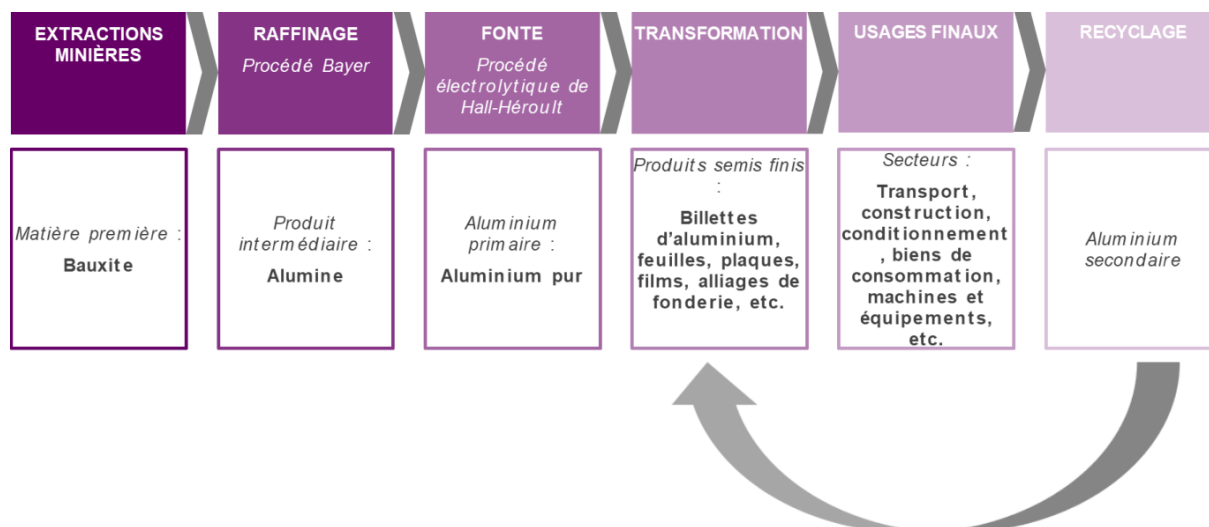 EXTRACTIONS
MINIÈRES
RAFFINAGE
Procédé Bayer
FONTE
Procédé
électrolytique de
Hall-Héroult
TRANSFORMATION
USAGES FINAUX
RECYCLAGE
Matière première :
Bauxite
Produit
intermédiaire :
Alumine
Aluminium
primaire :
Aluminium pur
Produits semis finis
:
Billettes
d'aluminium,
feuilles, plaques,
films, alliages de
fonderie, etc.
Secteurs :
Transport,
construction,
conditionnement
, biens de
consommation,
machines et
équipements,
etc.
Aluminium
secondaire